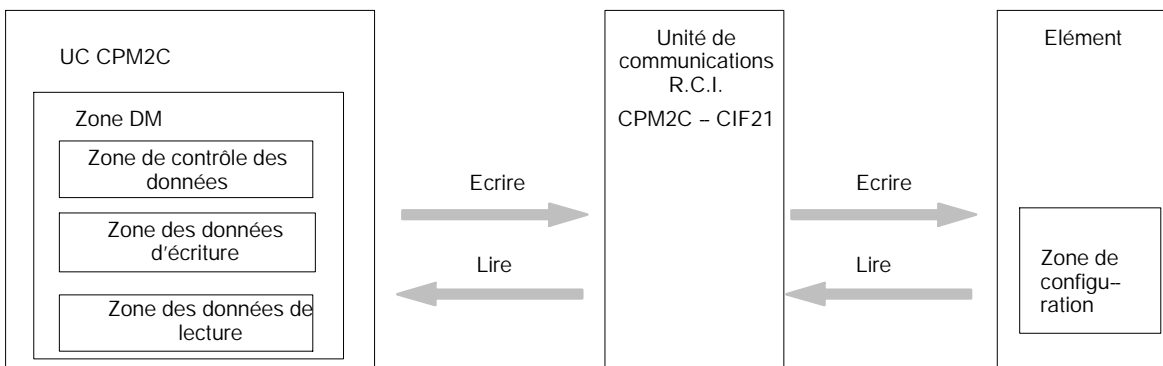 UC CPM2C
Zone DM
Zone de contrôle des
données
Zone des données
d'écriture
Zone des données de
lecture
Ecrire
Lire
Unité de
communications
R.C.I.
CPM2C – CIF21
Ecrire
Lire
Elément
Zone de
configu–
ration